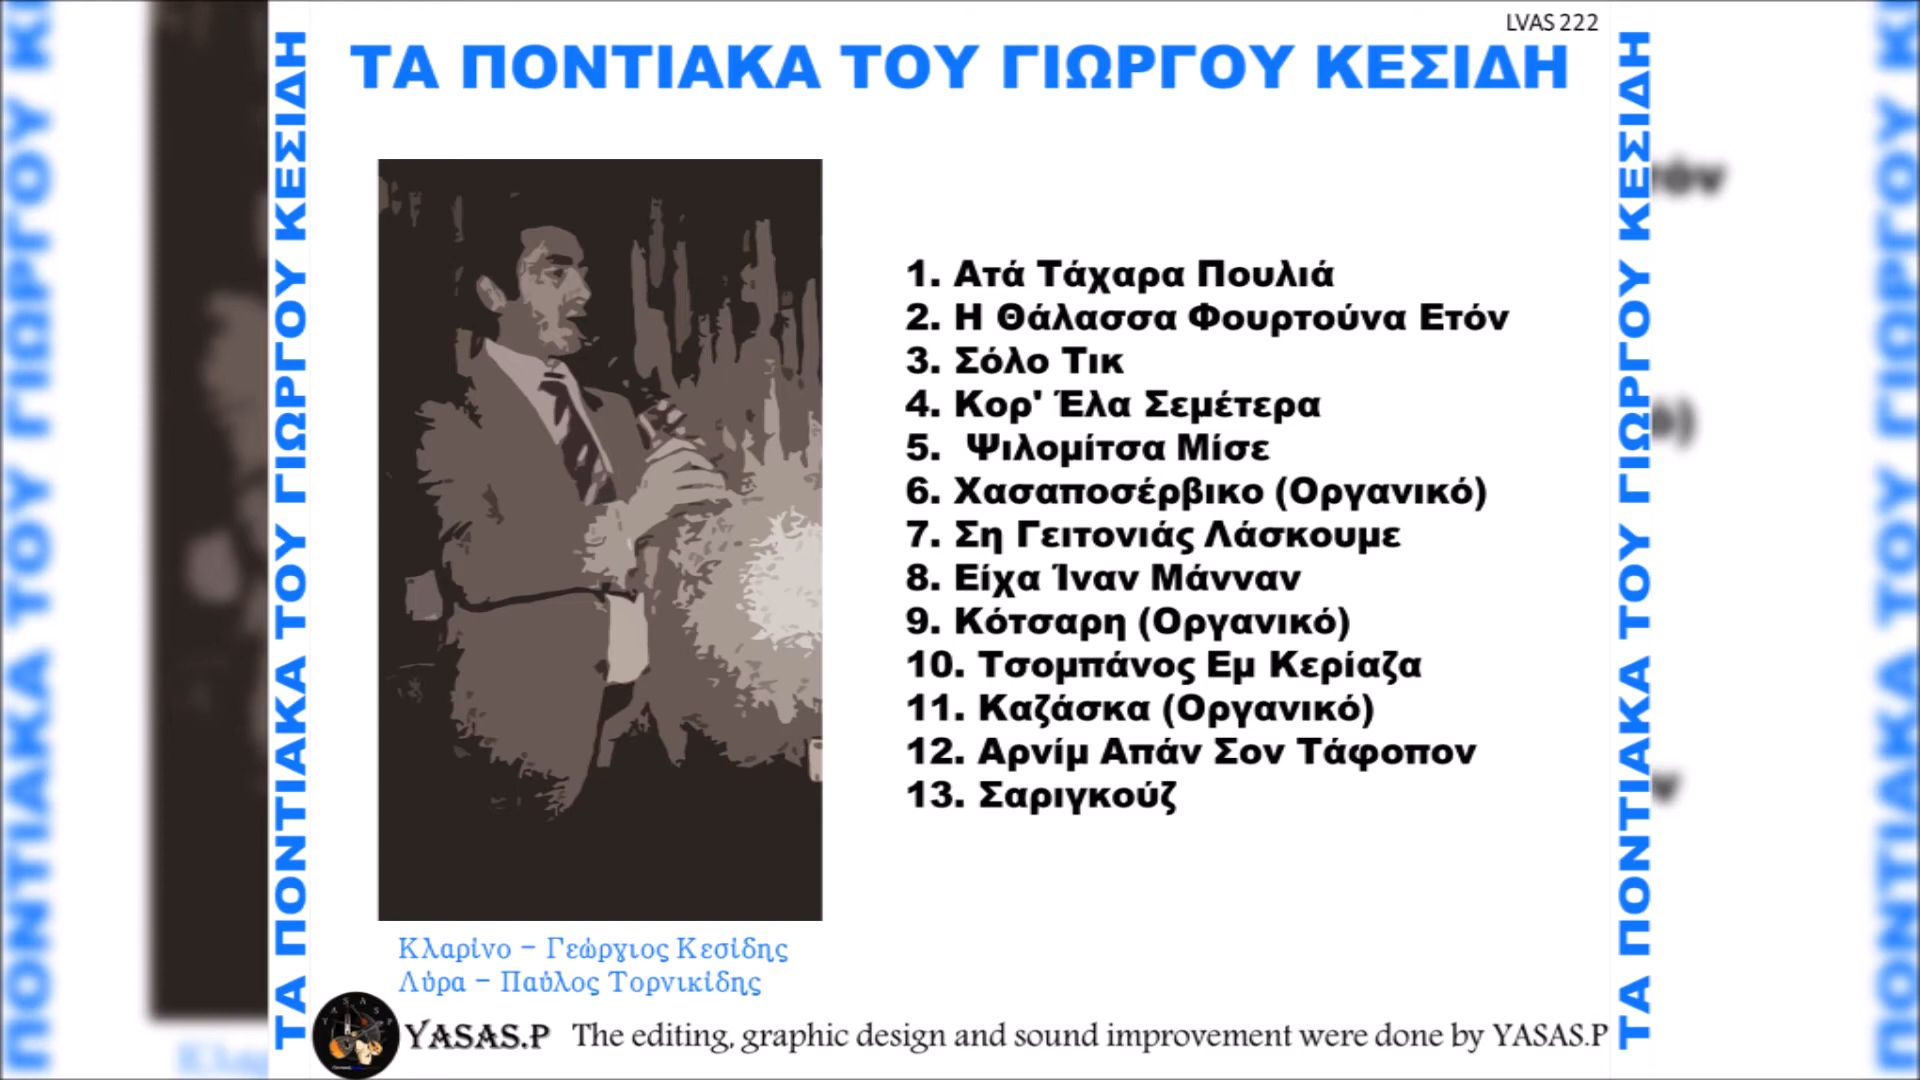 LVAS 222
ΤΑ ΠΟΝΤΙΑΚΑ ΤΟΥ ΓΙΩΡΓΟΥ ΚΕΣΙΔΗ
ΤΑ ΠΟΝΤΙΑΚΑ ΤΟΥ ΓΙΩΡΓΟΥ ΚΕΣΙΔΗ
1. Ατά Τάχαρα Πουλιά
2. Η Θάλασσα Φουρτούνα Ετόν
3. Σόλο Τικ
4. Κορ' Έλα Σεμέτερα
5. Ψιλομίτσα Μίσε
6. Χασαποσέρβικο (Οργανικό)
7. Ση Γειτονιάς Λάσκουμε
8. Είχα Ίναν Μάνναν
9. Κότσαρη (Οργανικό)
10. Τσομπάνος Εμ Κερίαζα
11. Καζάσκα (Οργανικό)
12. Αρνίμ Απάν Σον Τάφοπον
13. Σαριγκούζ
ΤΑ ΠΟΝΤΙΑΚΑ ΤΟΥ ΓΙΩΡΓΟΥ ΚΕΣΙΔΗ
Κλαρίνο – Γεώργιος Κεσίδης
Λύρα – Παύλος Τορνικίδης
YASAS.P The editing, graphic design and sound improvement were done by YASAS.P